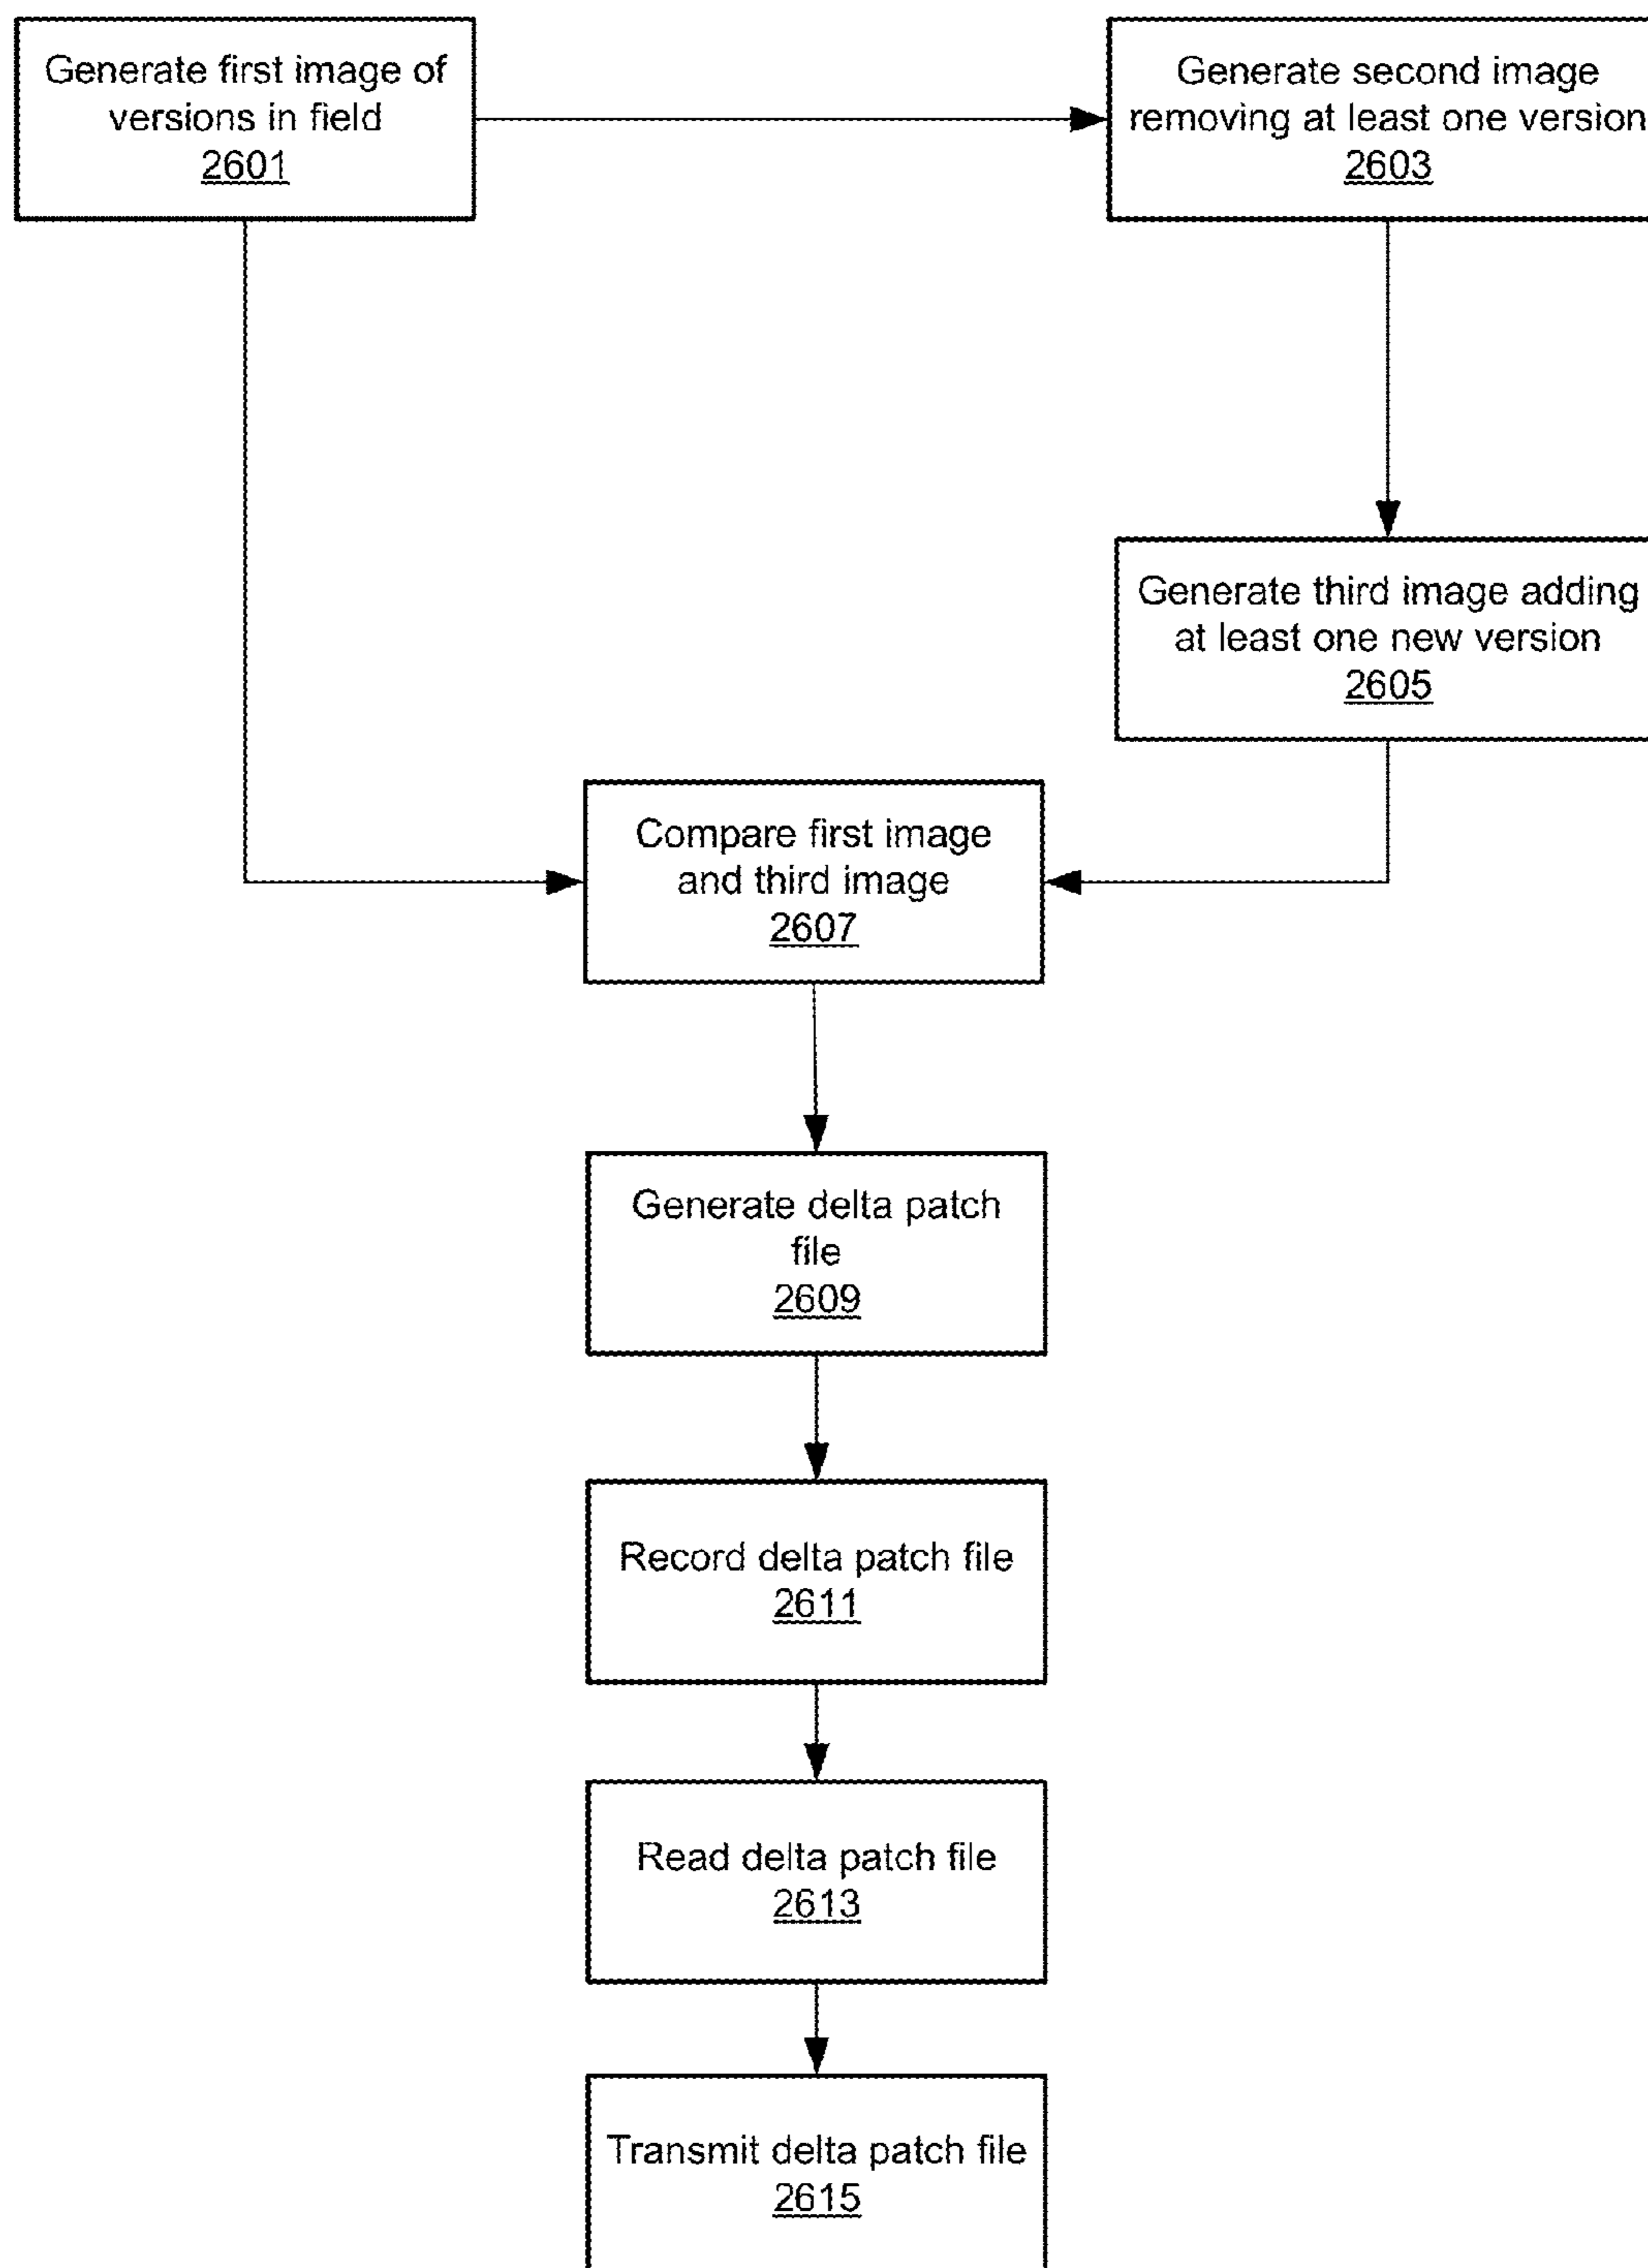 Generate first image of
versions in field
2601
Generate second image
removing at least one version
2603
Generate third image adding
at least one new version
2605
Compare first image
and third image
2607
Generate delta patch
file
2609
Record delta patch file
2611
Read delta patch file
2613
Transmit delta patch file
2615